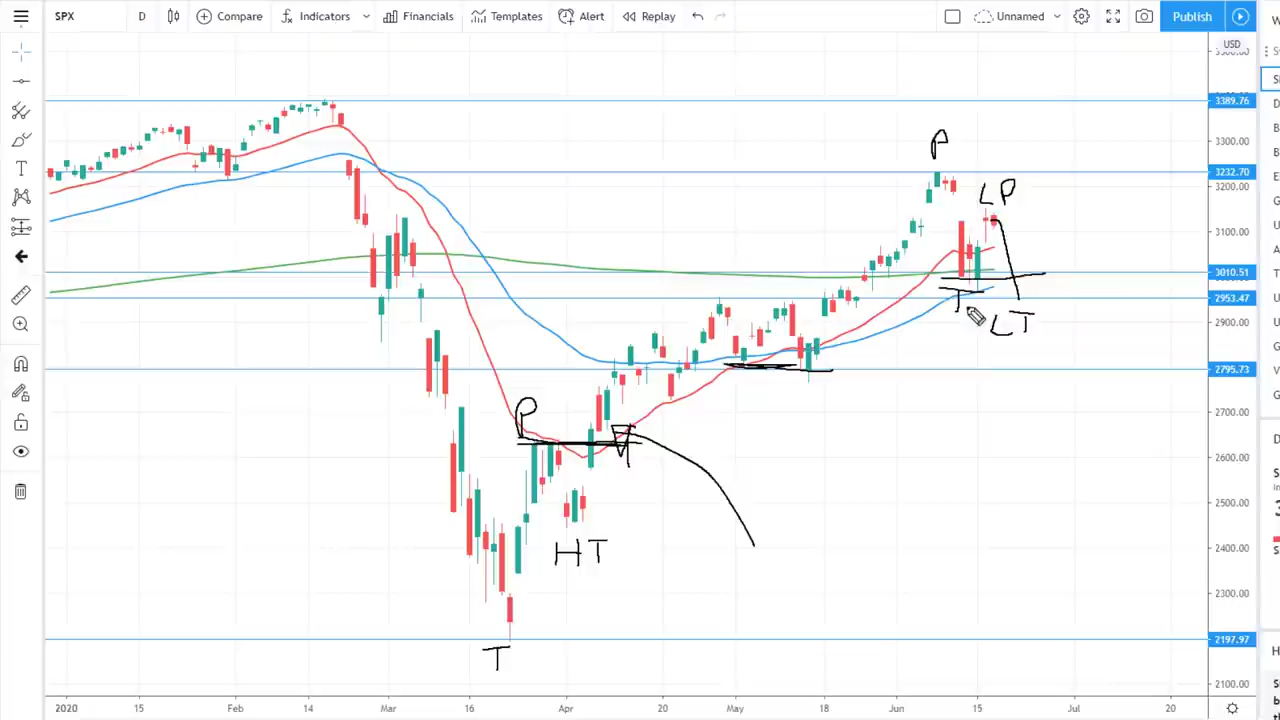 SPX D Compare Indicators Financials Templates Alert Replay Unnamed Publish
USD
3389.76
3300.00
3232.70
3200.00
3100.00
3010.51
2953.47
2900.00
2795.73
2700.00
2600.00
2500.00
2400.00
2300.00
2197.97
2100.00
P
LP
T
LT
P
HT
T
2020 15 Feb 14 Mar 16 Apr 20 May 18 Jun 15 Jul 20